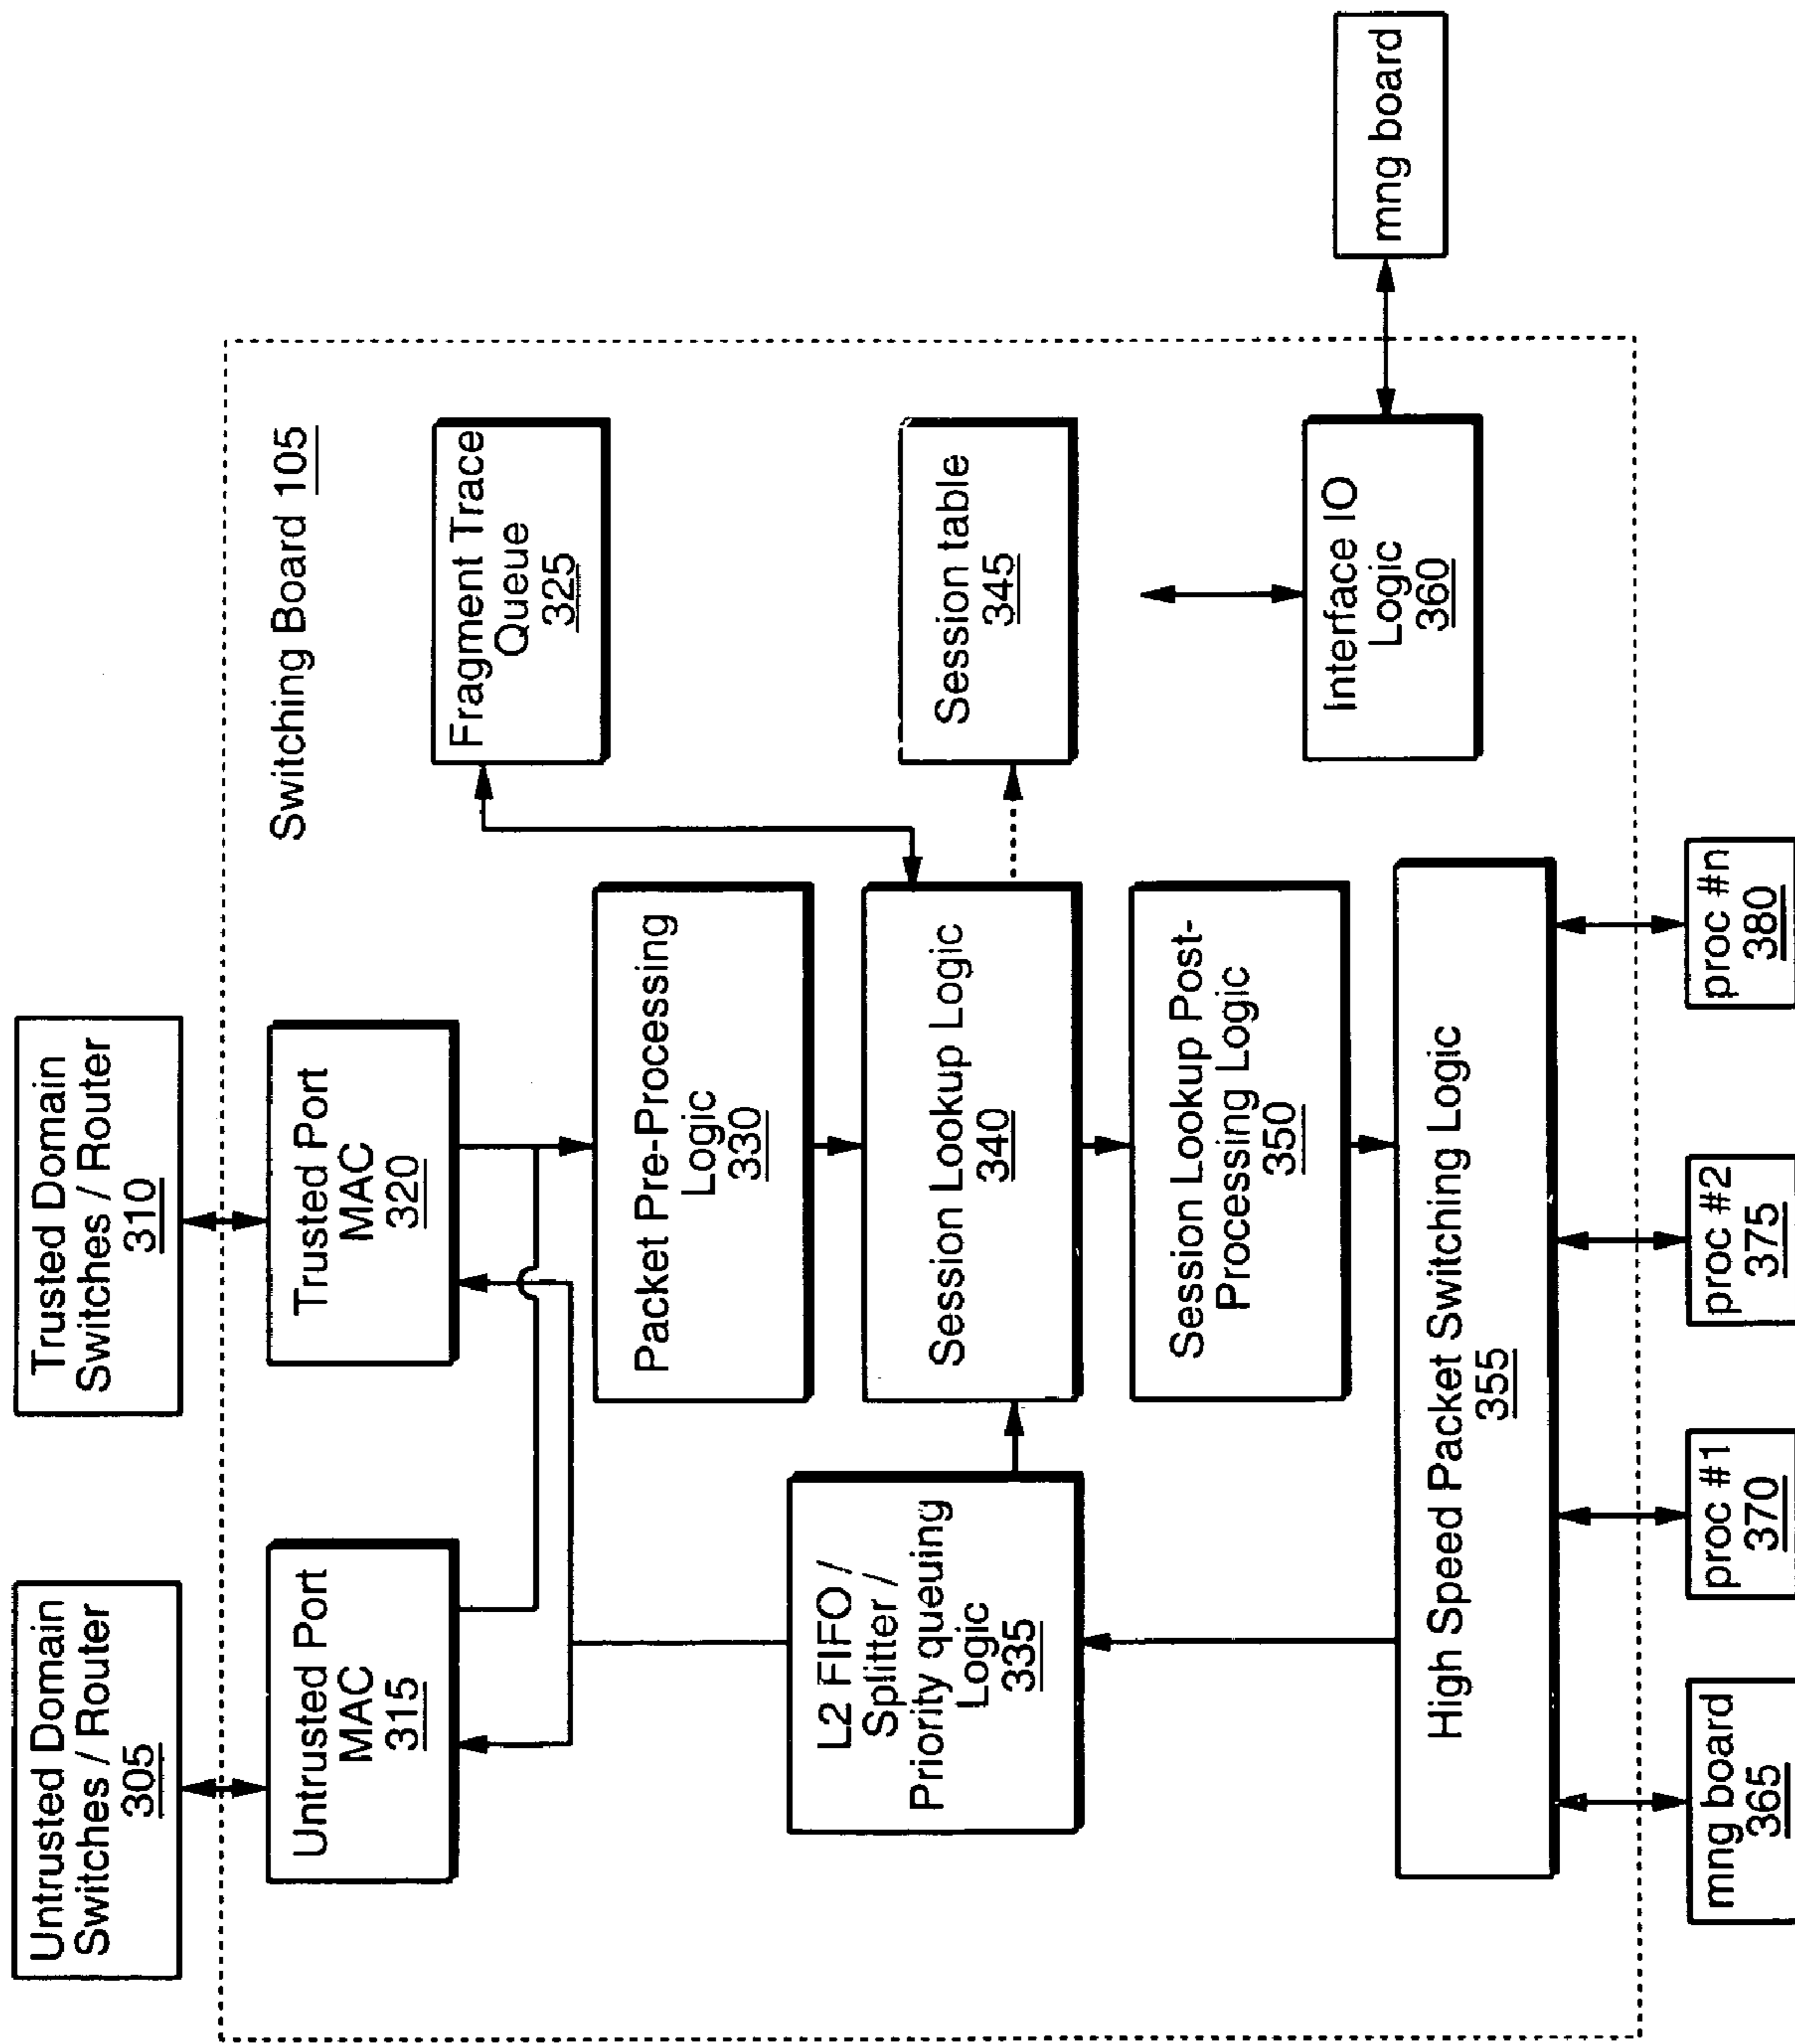 Untrusted Domain
Switches / Router
305
Trusted Domain
Switches / Router
310
Switching Board 105
Untrusted Port
MAC
315
Trusted Port
MAC
320
Fragment Trace
Queue
325
Packet Pre-Processing
Logic
330
L2 FIFO /
Splitter /
Priority queuing
Logic
335
Session Lookup Logic
340
Session table
345
Session Lookup Post-
Processing Logic
350
High Speed Packet Switching Logic
355
Interface IO
Logic
360
mng board
mng board
365
proc #1
370
proc #2
375
proc #n
380